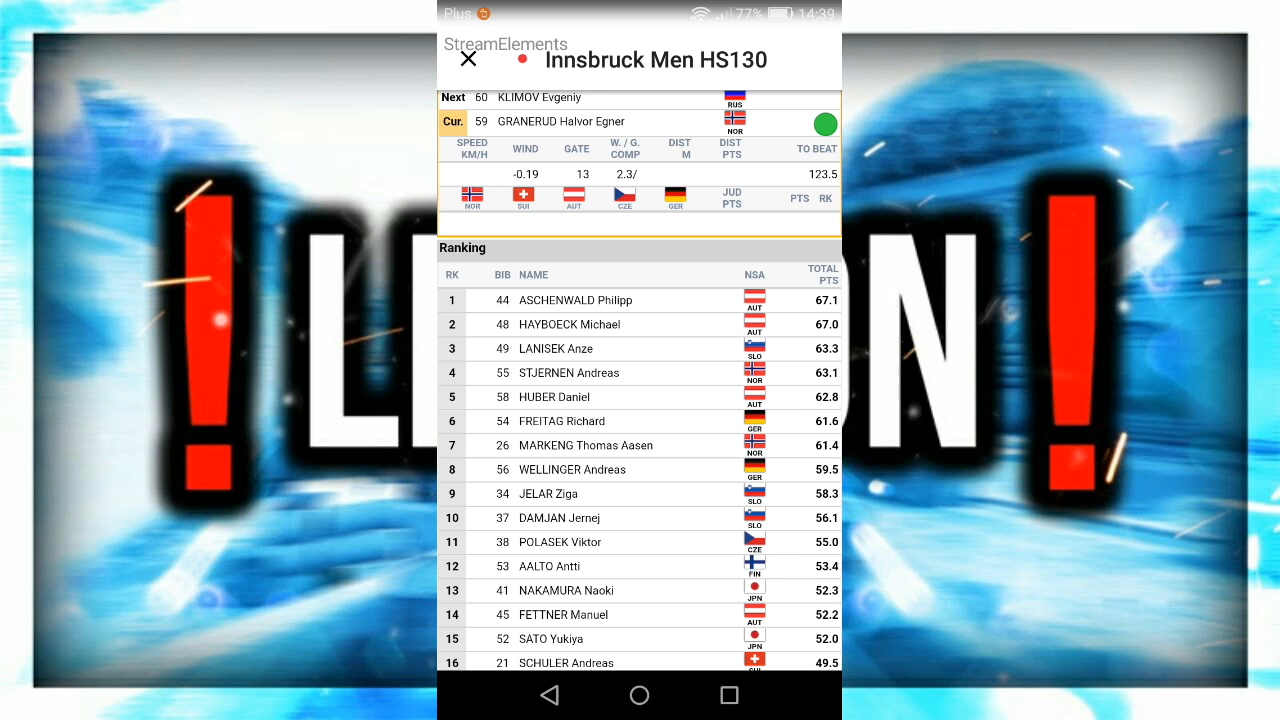 Plus 77% 14:39
StreamElements
Innsbruck Men HS130
Next 60 KLIMOV Evgeniy RUS
Cur. 59 GRANERUD Halvor Egner NOR
SPEED KM/H WIND GATE W. / G. COMP DIST M DIST PTS TO BEAT
-0.19 13 2.3/ 123.5
NOR SUI AUT CZE GER JUD PTS PTS RK
Ranking
RK BIB NAME NSA TOTAL PTS
1 44 ASCHENWALD Philipp AUT 67.1
2 48 HAYBOECK Michael AUT 67.0
3 49 LANISEK Anze SLO 63.3
4 55 STJERNEN Andreas NOR 63.1
5 58 HUBER Daniel AUT 62.8
6 54 FREITAG Richard GER 61.6
7 26 MARKENG Thomas Aasen NOR 61.4
8 56 WELLINGER Andreas GER 59.5
9 34 JELAR Ziga SLO 58.3
10 37 DAMJAN Jernej SLO 56.1
11 38 POLASEK Viktor CZE 55.0
12 53 AALTO Antti FIN 53.4
13 41 NAKAMURA Naoki JPN 52.3
14 45 FETTNER Manuel AUT 52.2
15 52 SATO Yukiya JPN 52.0
16 21 SCHULER Andreas 49.5